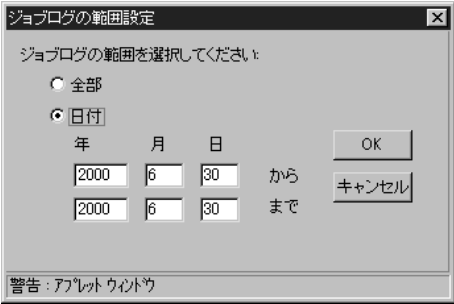 ジョブログの範囲設定
ジョブログの範囲を選択してください:
全部
日付
年 月 日 OK
2000 6 30 から キャンセル
2000 6 30 まで
警告 : アプレット ウィンドウ